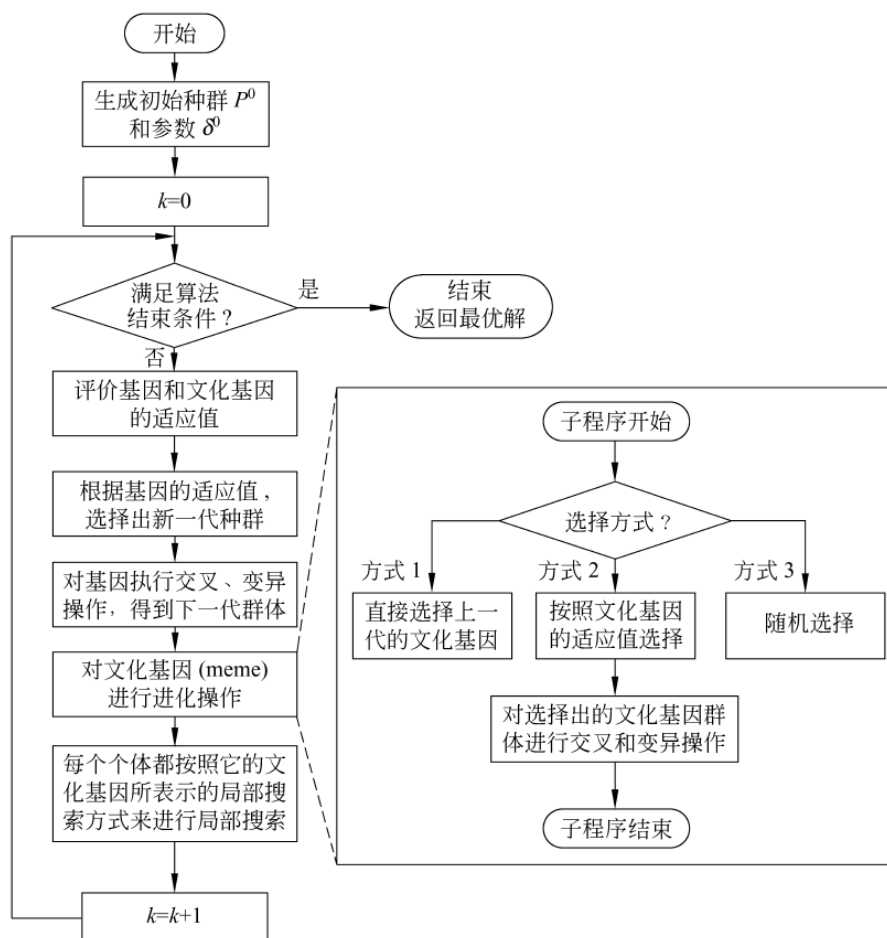 开始
生成初始种群 P⁰
和参数 δ⁰
k=0
满足算法
结束条件？
是
结束
返回最优解
否
评价基因和文化基因
的适应值
根据基因的适应值，
选择出新一代种群
对基因执行交叉、变异
操作，得到下一代群体
对文化基因 (meme)
进行进化操作
每个个体都按照它的文
化基因所表示的局部搜
索方式来进行局部搜索
k=k+1
子程序开始
选择方式？
方式 1
方式 2
方式 3
直接选择上一
代的文化基因
按照文化基因
的适应值选择
随机选择
对选择出的文化基因群
体进行交叉和变异操作
子程序结束